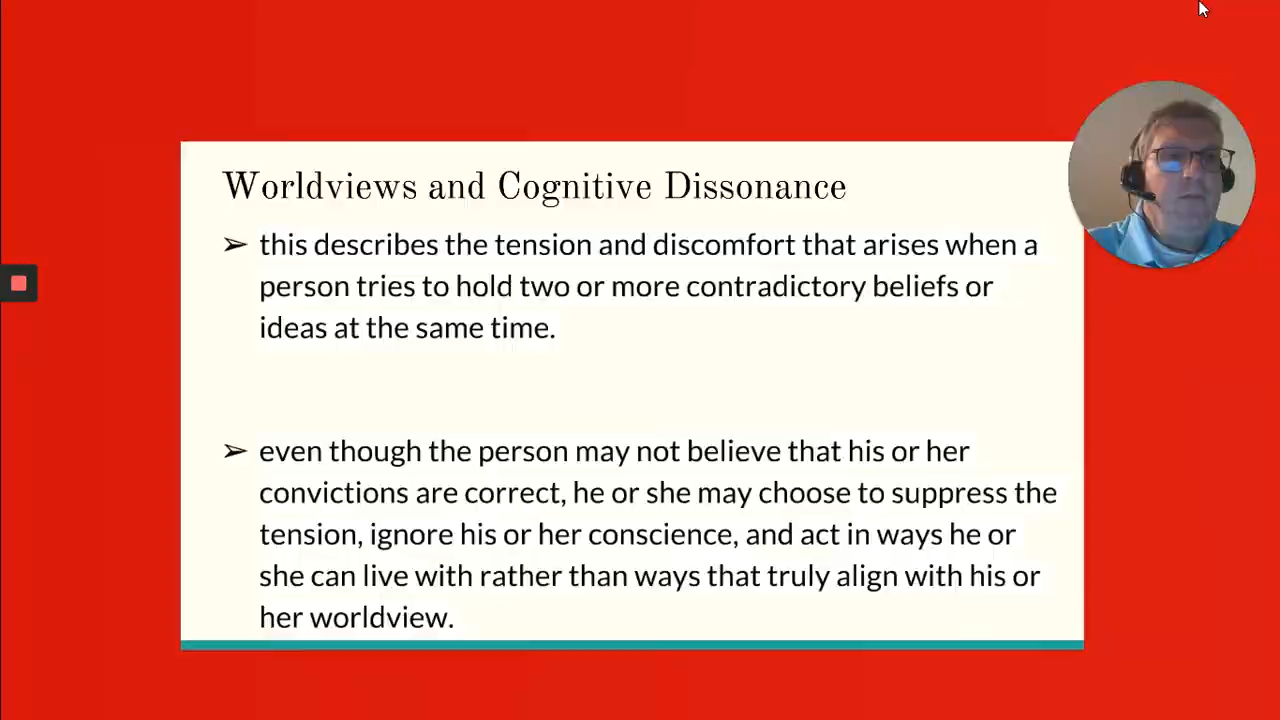 Worldviews and Cognitive Dissonance
➢ this describes the tension and discomfort that arises when a
person tries to hold two or more contradictory beliefs or
ideas at the same time.
➢ even though the person may not believe that his or her
convictions are correct, he or she may choose to suppress the
tension, ignore his or her conscience, and act in ways he or
she can live with rather than ways that truly align with his or
her worldview.